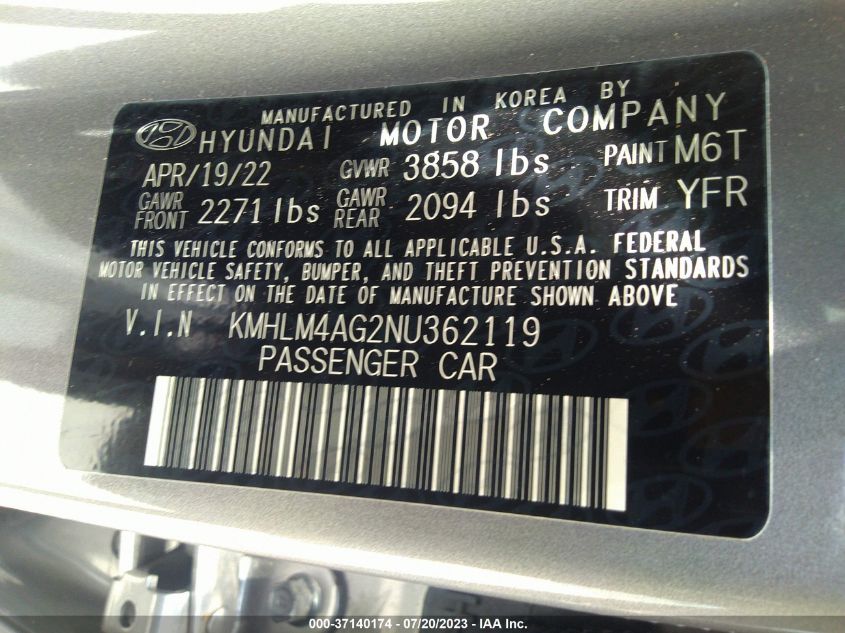 MANUFACTURED IN KOREA BY
HYUNDAI MOTOR COMPANY
APR/19/22 GVWR 3858 lbs PAINT M6T
GAWR FRONT 2271 lbs GAWR REAR 2094 lbs TRIM YFR
THIS VEHICLE CONFORMS TO ALL APPLICABLE U.S.A. FEDERAL
MOTOR VEHICLE SAFETY, BUMPER, AND THEFT PREVENTION STANDARDS
IN EFFECT ON THE DATE OF MANUFACTURE SHOWN ABOVE
V.I.N KMHLM4AG2NU362119
PASSENGER CAR
000-37140174 — 07/20/2023 — IAA Inc.